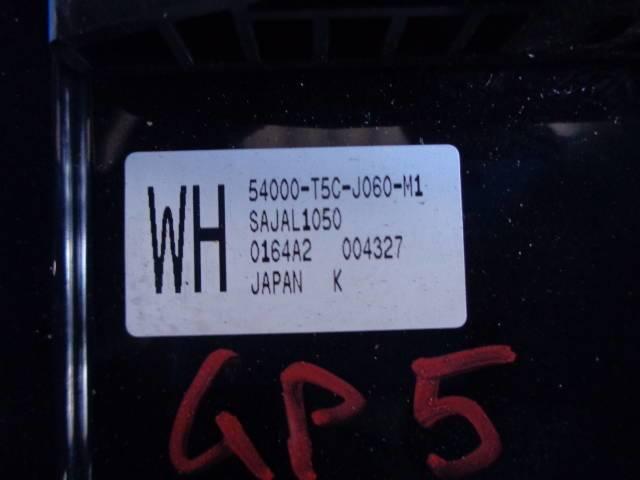 WH
54000-T5C-J060-M1
SAJAL1050
0164A2 004327
JAPAN K
GP5